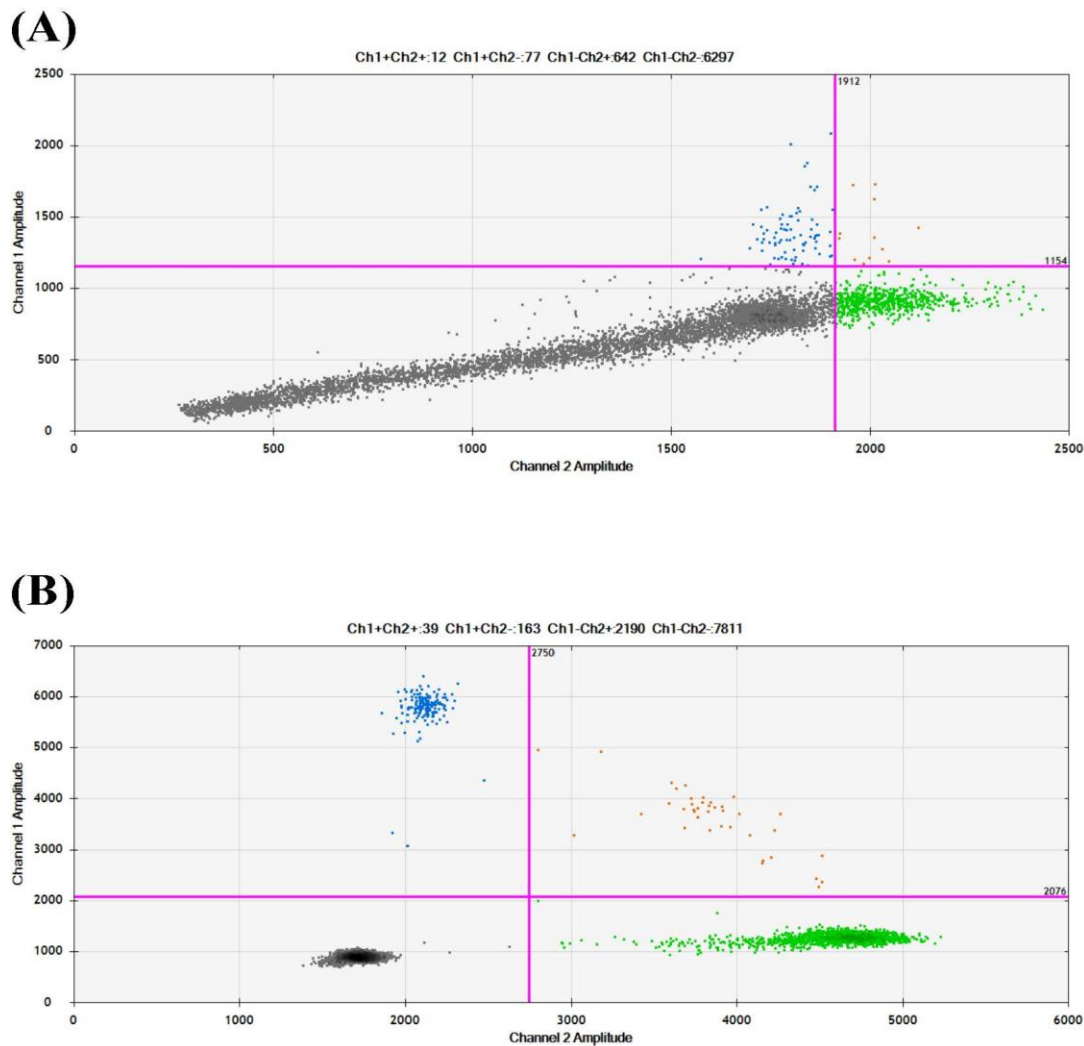 (A)
Ch1+Ch2+:12 Ch1+Ch2-:77 Ch1-Ch2+:642 Ch1-Ch2-:6297
2500
1912
2000
1500
1154
1000
500
0
0 500 1000 1500 2000 2500
Channel 1 Amplitude
Channel 2 Amplitude
(B)
Ch1+Ch2+:39 Ch1+Ch2-:163 Ch1-Ch2+:2190 Ch1-Ch2-:7811
7000
2750
6000
5000
4000
3000
2076
2000
1000
0
0 1000 2000 3000 4000 5000 6000
Channel 1 Amplitude
Channel 2 Amplitude